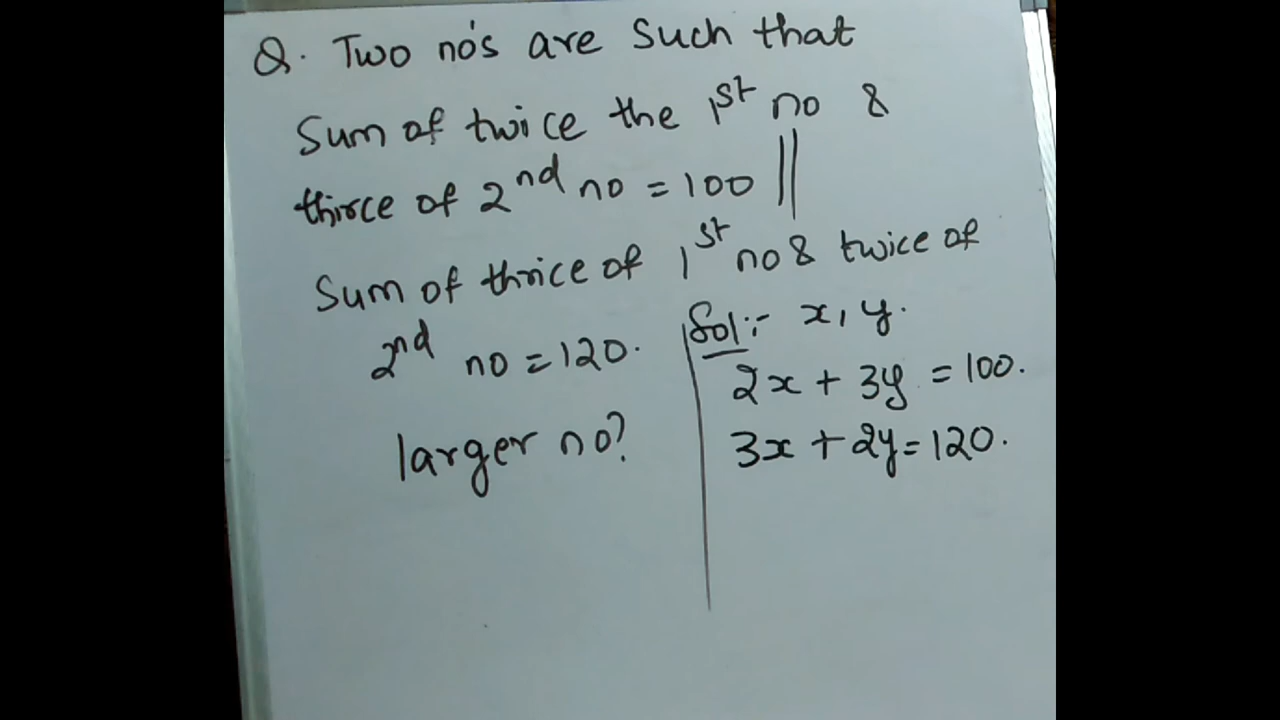 Q. Two no's are such that
Sum of twice the 1st no &
thirce of 2nd no = 100 ||
Sum of thrice of 1st no & twice of
2nd no = 120.
larger no?
Sol:- x, y.
2x + 3y = 100.
3x + 2y = 120.